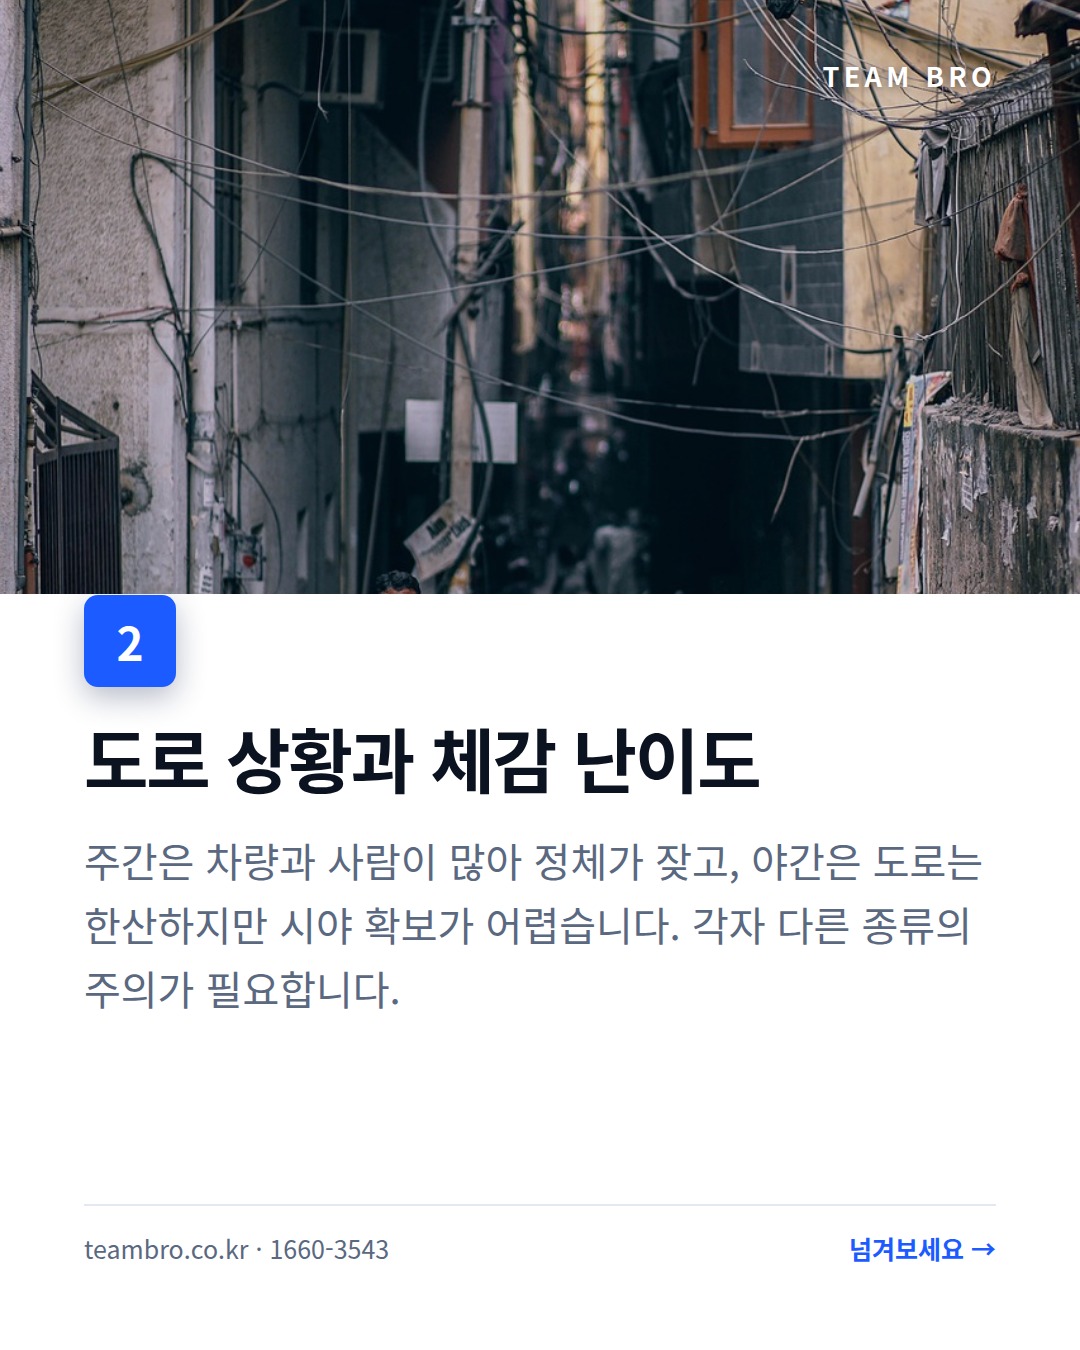 TEAM BRO
2
도로 상황과 체감 난이도
주간은 차량과 사람이 많아 정체가 잦고, 야간은 도로는
한산하지만 시야 확보가 어렵습니다. 각자 다른 종류의
주의가 필요합니다.
teambro.co.kr · 1660-3543
넘겨보세요 →